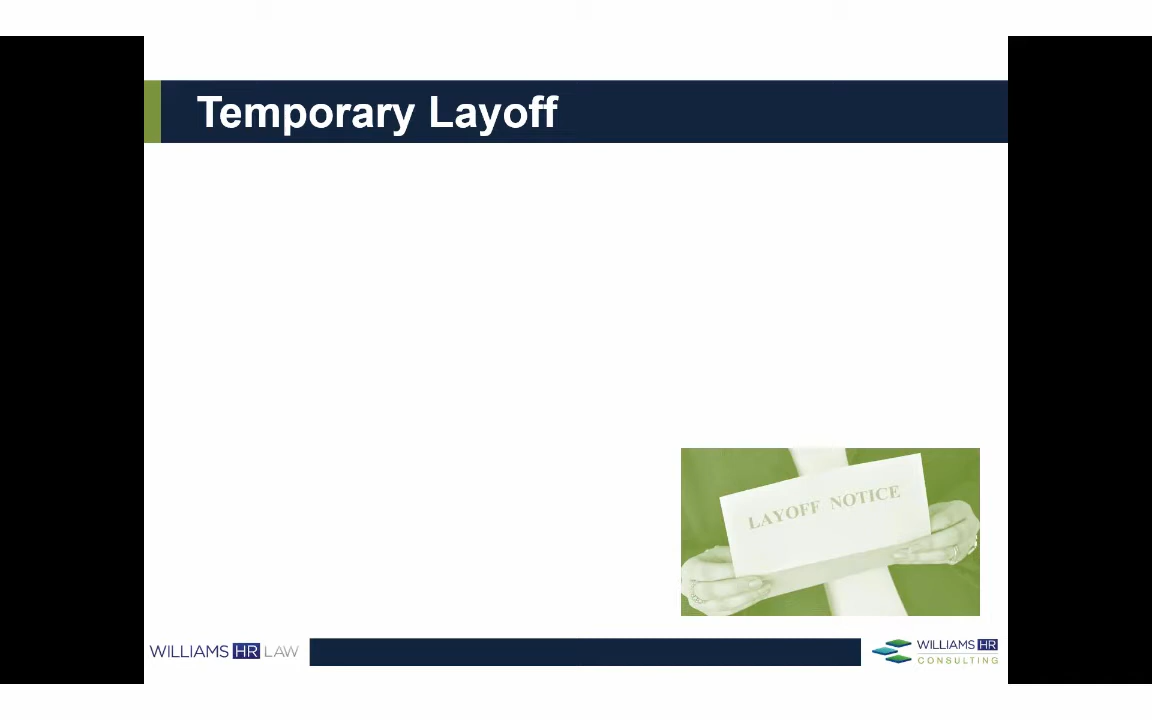 Temporary Layoff
LAYOFF NOTICE
WILLIAMS HR LAW
WILLIAMS HR
CONSULTING